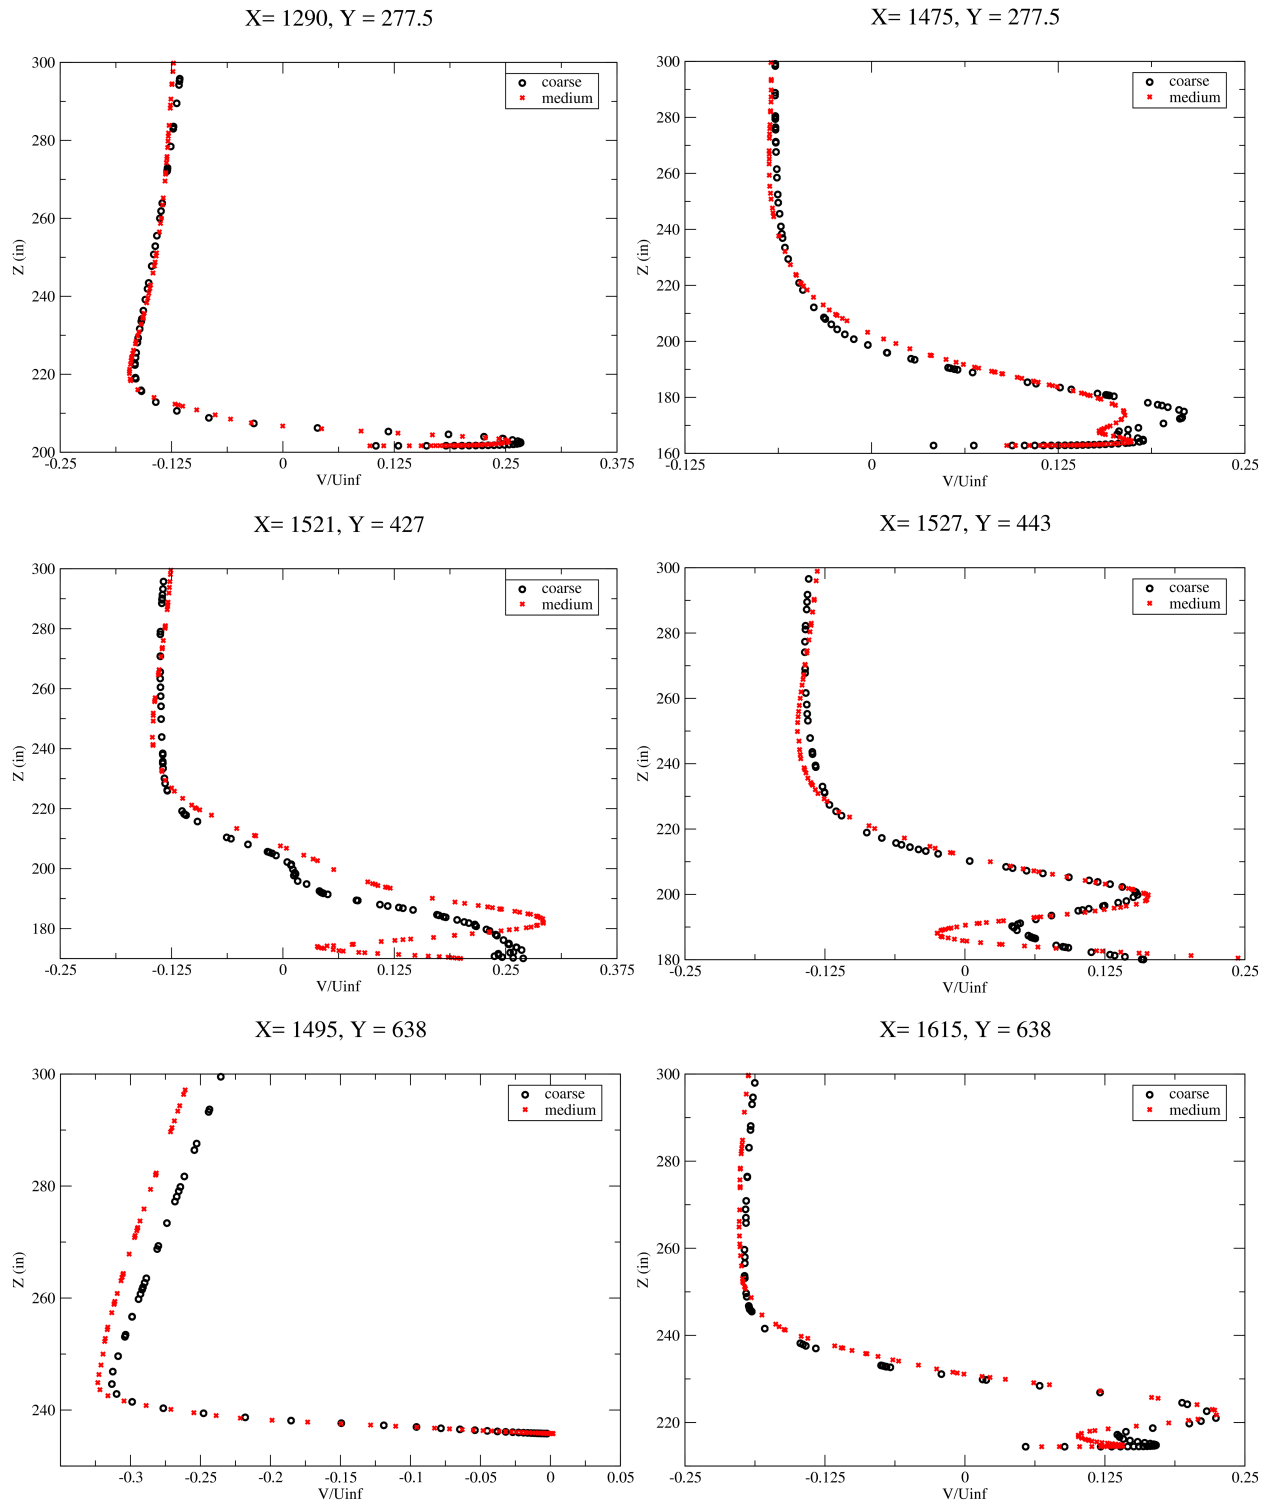 X= 1290, Y = 277.5
300
280
260
240
220
200
-0.25
-0.125
0
0.125
0.25
0.375
Z (in)
V/Uinf
coarse
medium
X= 1475, Y = 277.5
300
280
260
240
220
200
180
160
-0.125
0
0.125
0.25
Z (in)
V/Uinf
coarse
medium
X= 1521, Y = 427
300
280
260
240
220
200
180
-0.25
-0.125
0
0.125
0.25
0.375
Z (in)
V/Uinf
coarse
medium
X= 1527, Y = 443
300
280
260
240
220
200
180
-0.25
-0.125
0
0.125
0.25
Z (in)
V/Uinf
coarse
medium
X= 1495, Y = 638
300
280
260
240
-0.3
-0.25
-0.2
-0.15
-0.1
-0.05
0
0.05
Z (in)
V/Uinf
coarse
medium
X= 1615, Y = 638
300
280
260
240
220
-0.25
-0.125
0
0.125
0.25
Z (in)
V/Uinf
coarse
medium